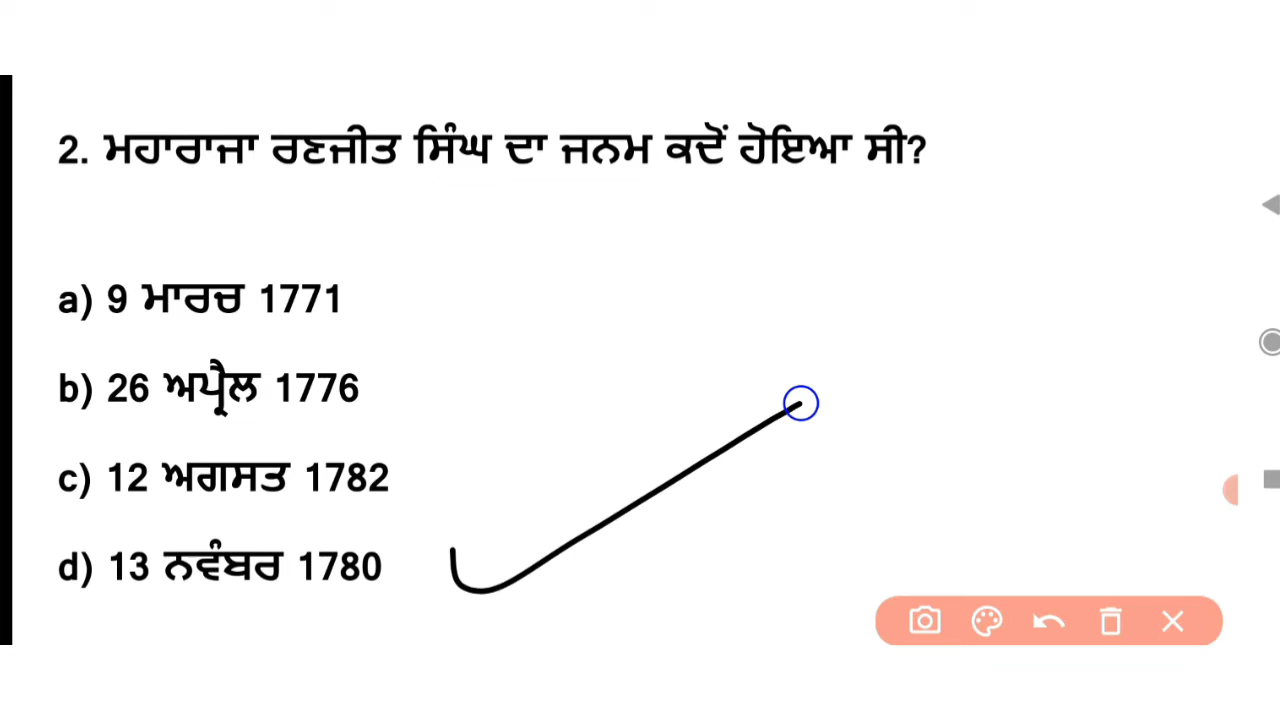 2. ਮਹਾਰਾਜਾ ਰਣਜੀਤ ਸਿੰਘ ਦਾ ਜਨਮ ਕਦੋਂ ਹੋਇਆ ਸੀ?
a) 9 ਮਾਰਚ 1771
b) 26 ਅਪ੍ਰੈਲ 1776
c) 12 ਅਗਸਤ 1782
d) 13 ਨਵੰਬਰ 1780